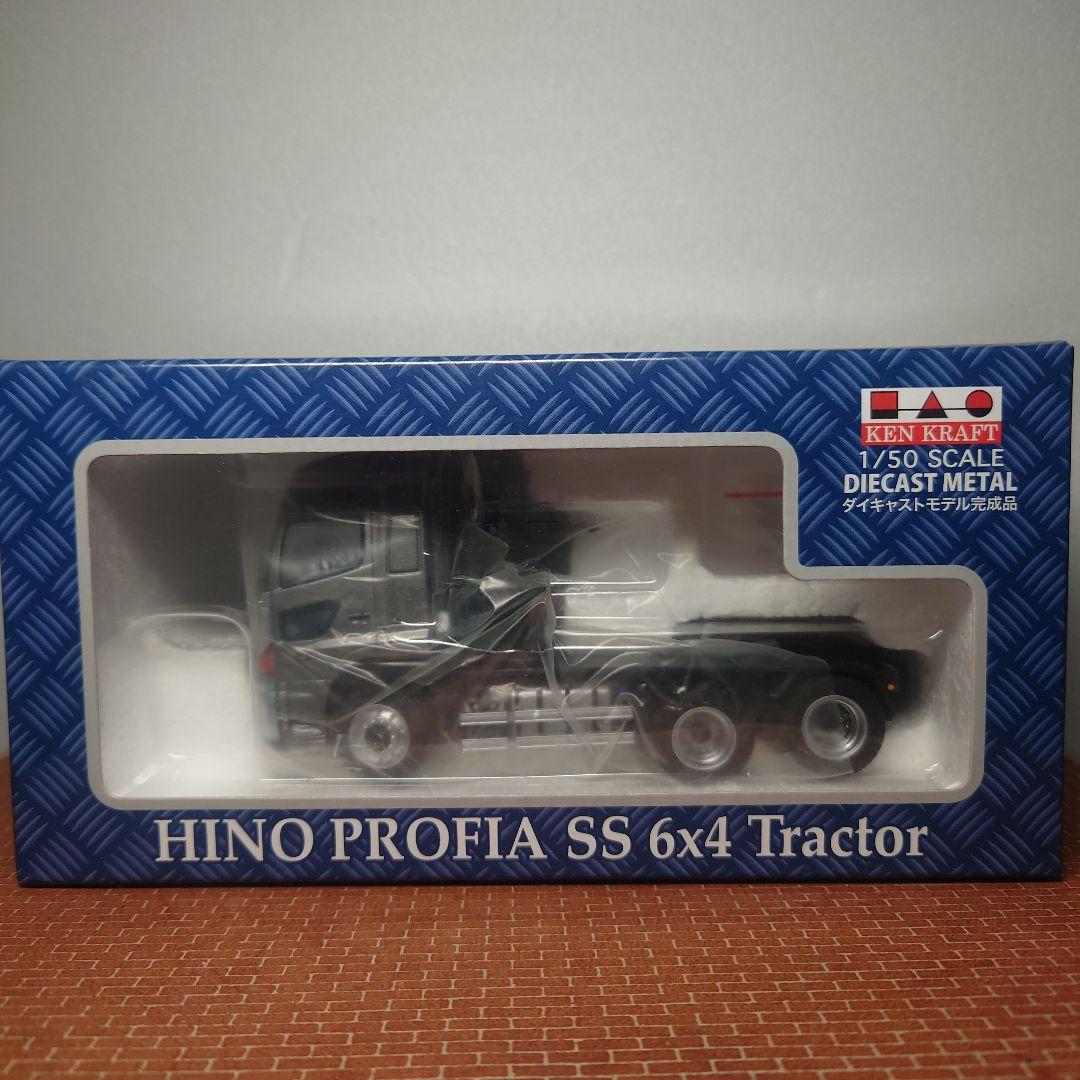 KEN KRAFT
1/50 SCALE
DIECAST METAL
ダイキャストモデル完成品
HINO PROFIA SS 6x4 Tractor